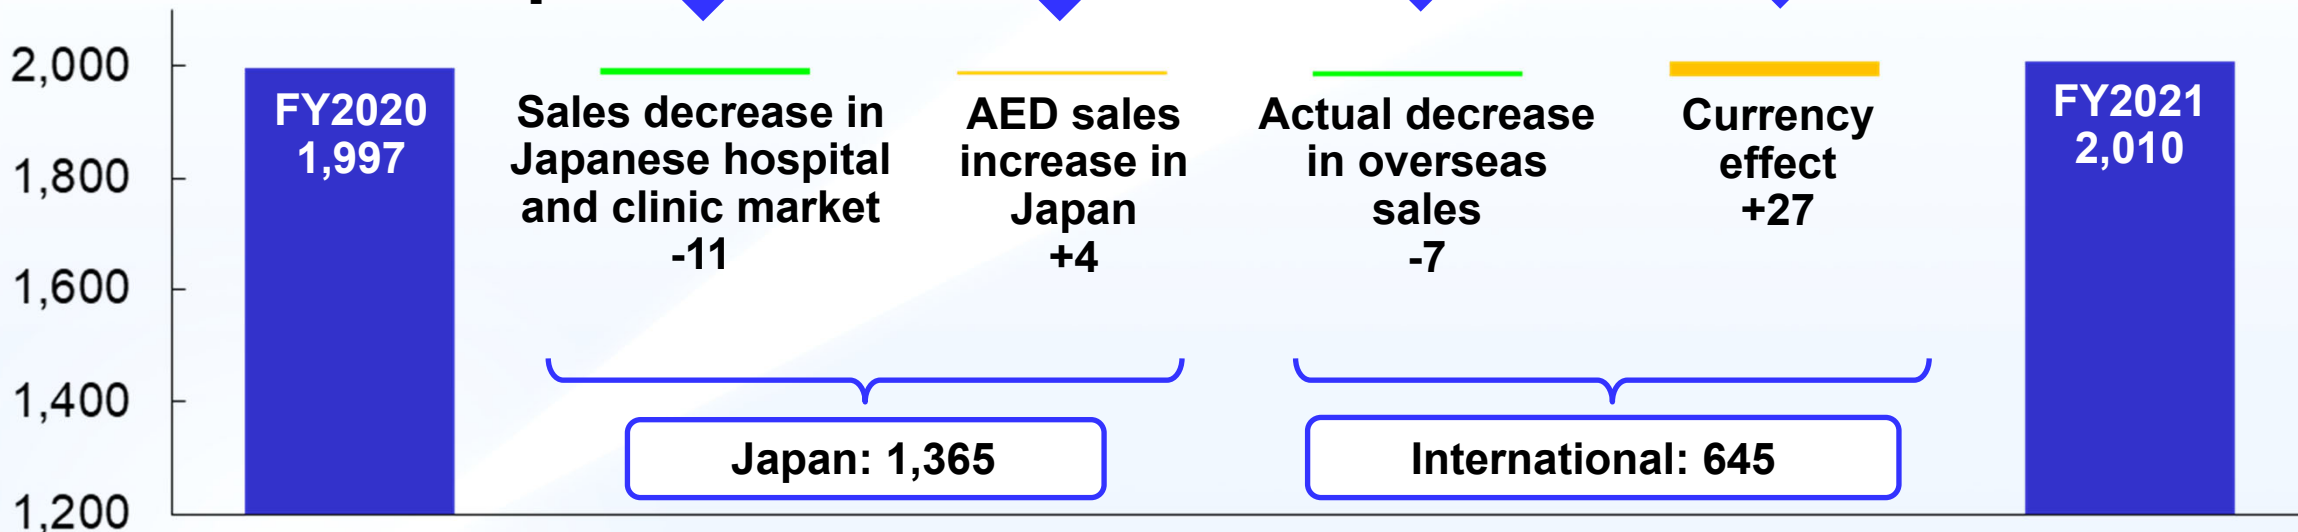 2,000
1,800
1,600
1,400
1,200
FY2020
1,997
Sales decrease in
Japanese hospital
and clinic market
-11
AED sales
increase in
Japan
+4
Actual decrease
in overseas
sales
-7
Currency
effect
+27
FY2021
2,010
Japan: 1,365
International: 645